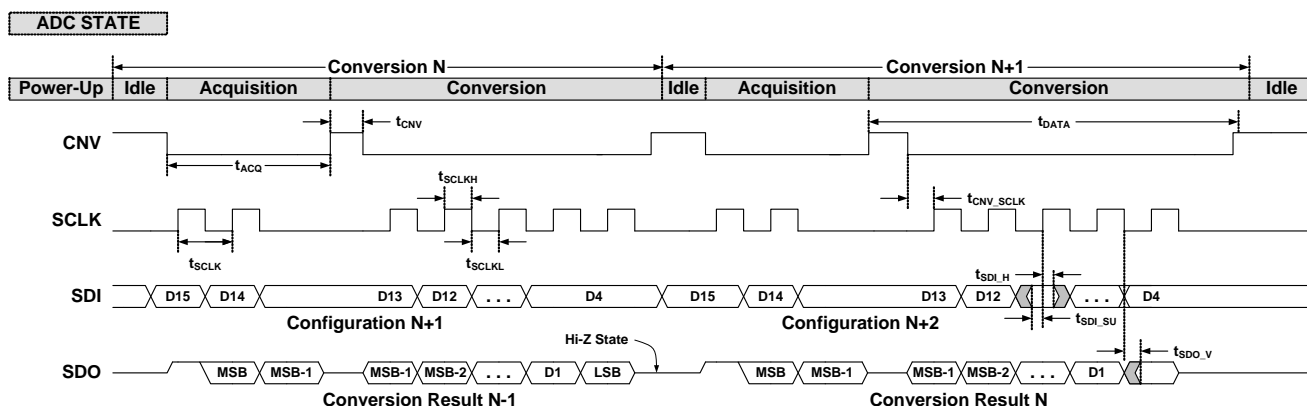 ADC STATE
Conversion N Conversion N+1
Power-Up Idle Acquisition Conversion Idle Acquisition Conversion Idle
CNV tCNV tDATA
tACQ
tSCLKH
SCLK tCNV_SCLK
tSCLK tSCLKL
tSDI_H
SDI D15 D14 D13 D12 . . . D4 D15 D14 D13 D12 . . . D4
Configuration N+1 Configuration N+2 tSDI_SU
Hi-Z State
tSDO_V
SDO MSB MSB-1 MSB-1 MSB-2 . . . D1 LSB MSB MSB-1 MSB-1 MSB-2 . . . D1
Conversion Result N-1 Conversion Result N